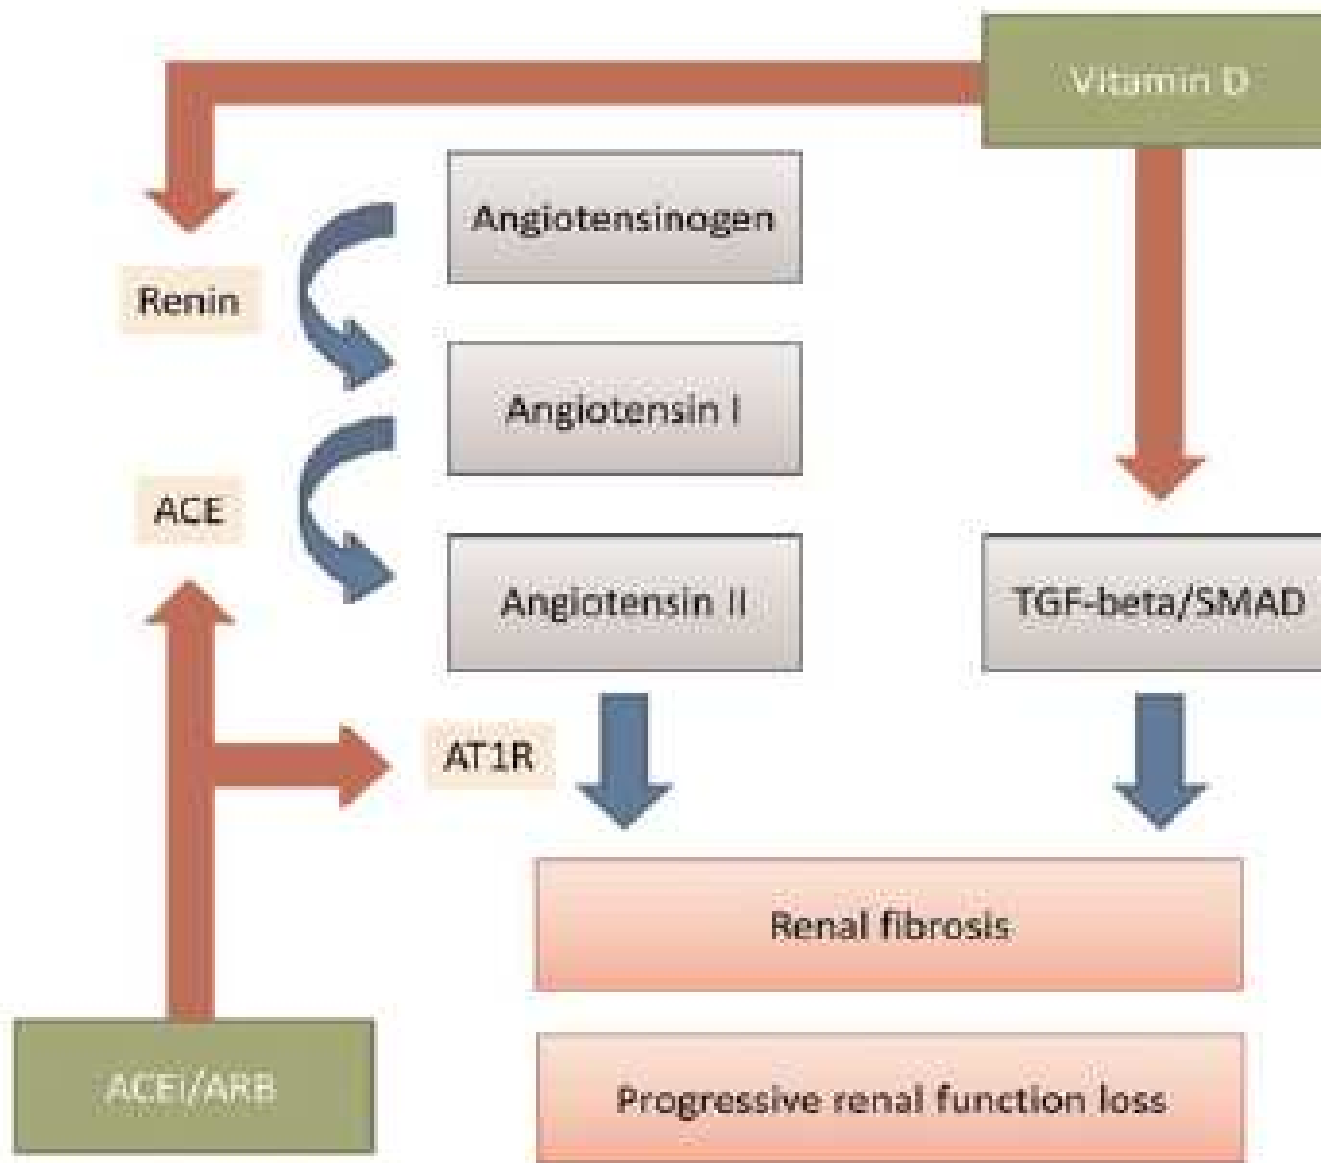 Vitamin D
Angiotensinogen
Renin
Angiotensin I
ACE
Angiotensin II
TGF-beta/SMAD
AT1R
Renal fibrosis
ACEi/ARB
Progressive renal function loss